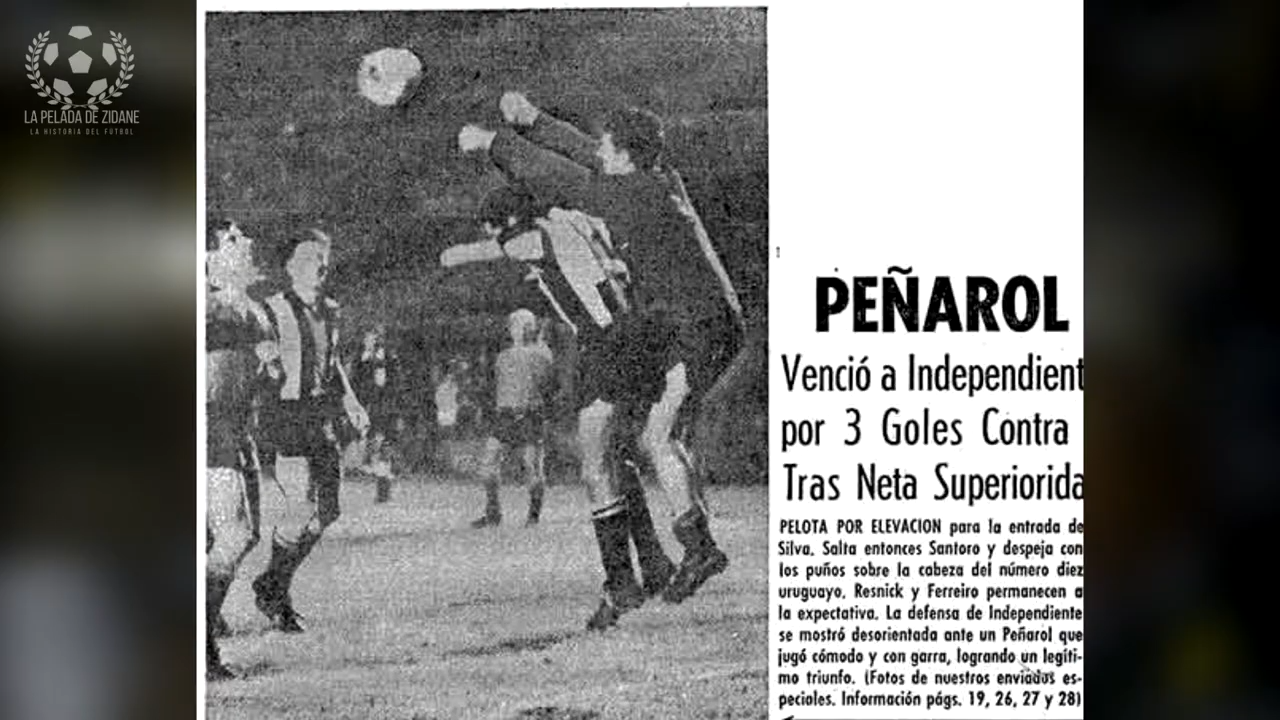 LA PELADA DE ZIDANE
LA HISTORIA DEL FÚTBOL
PEÑAROL
Venció a Independient
por 3 Goles Contra
Tras Neta Superiorida
PELOTA POR ELEVACION para la entrada de
Silva. Salta entonces Santoro y despeja con
los puños sobre la cabeza del número diez
uruguayo. Resnick y Ferreiro permanecen a
la expectativa. La defensa de Independiente
se mostró desorientada ante un Peñarol que
jugó cómodo y con garra, logrando un legíti-
mo triunfo. (Fotos de nuestros enviados es-
peciales. Información págs. 19, 26, 27 y 28)